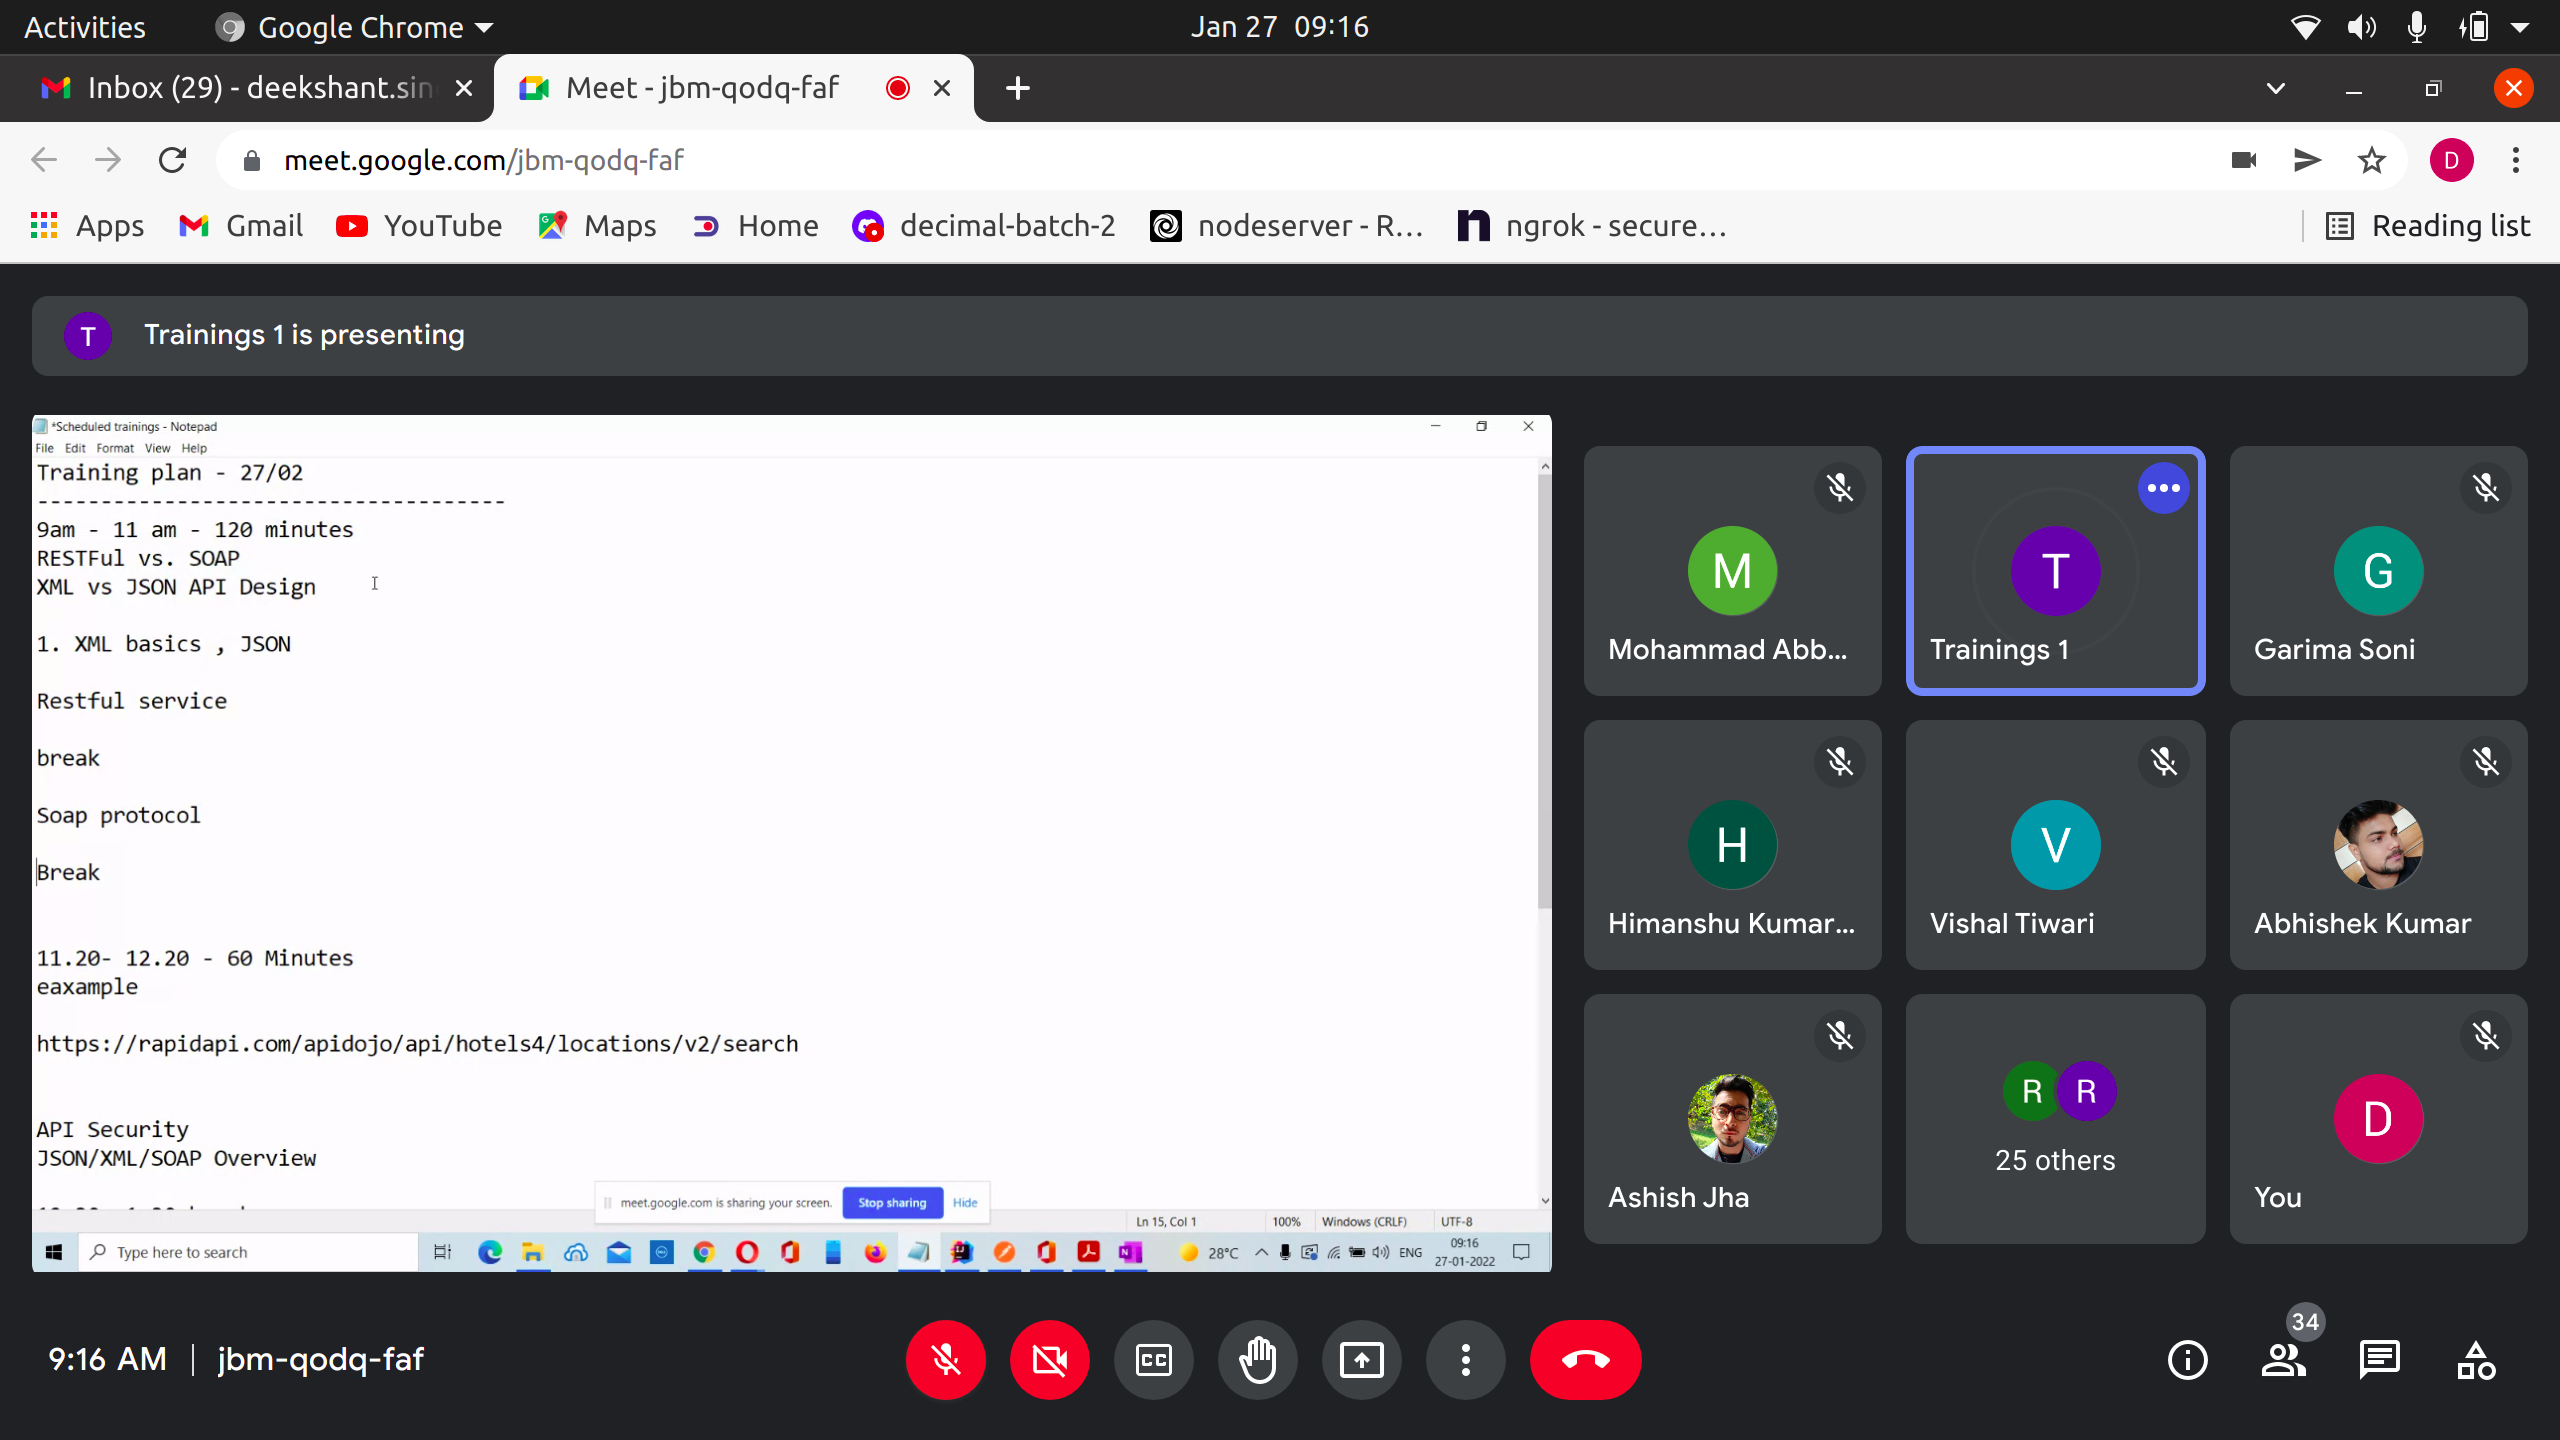 Activities
Google Chrome
Jan 27 09:16
Inbox (29) - deekshant.sin
Meet - jbm-qodq-faf
meet.google.com/jbm-qodq-faf
D
Apps
Gmail
YouTube
Maps
Home
decimal-batch-2
nodeserver - R...
ngrok - secure...
Reading list
T
Trainings 1 is presenting
*Scheduled trainings - Notepad
File Edit Format View Help
Training plan - 27/02
-------------------------------------
9am - 11 am - 120 minutes
RESTFul vs. SOAP
XML vs JSON API Design
1. XML basics , JSON
Restful service
break
Soap protocol
Break
11.20- 12.20 - 60 Minutes
eaxample
https://rapidapi.com/apidojo/api/hotels4/locations/v2/search
API Security
JSON/XML/SOAP Overview
meet.google.com is sharing your screen.
Stop sharing
Hide
Ln 15, Col 1
100%
Windows (CRLF)
UTF-8
Type here to search
28°C
ENG
09:16
27-01-2022
M
Mohammad Abb...
T
Trainings 1
G
Garima Soni
H
Himanshu Kumar...
V
Vishal Tiwari
Abhishek Kumar
Ashish Jha
R R
25 others
D
You
9:16 AM | jbm-qodq-faf
CC
34